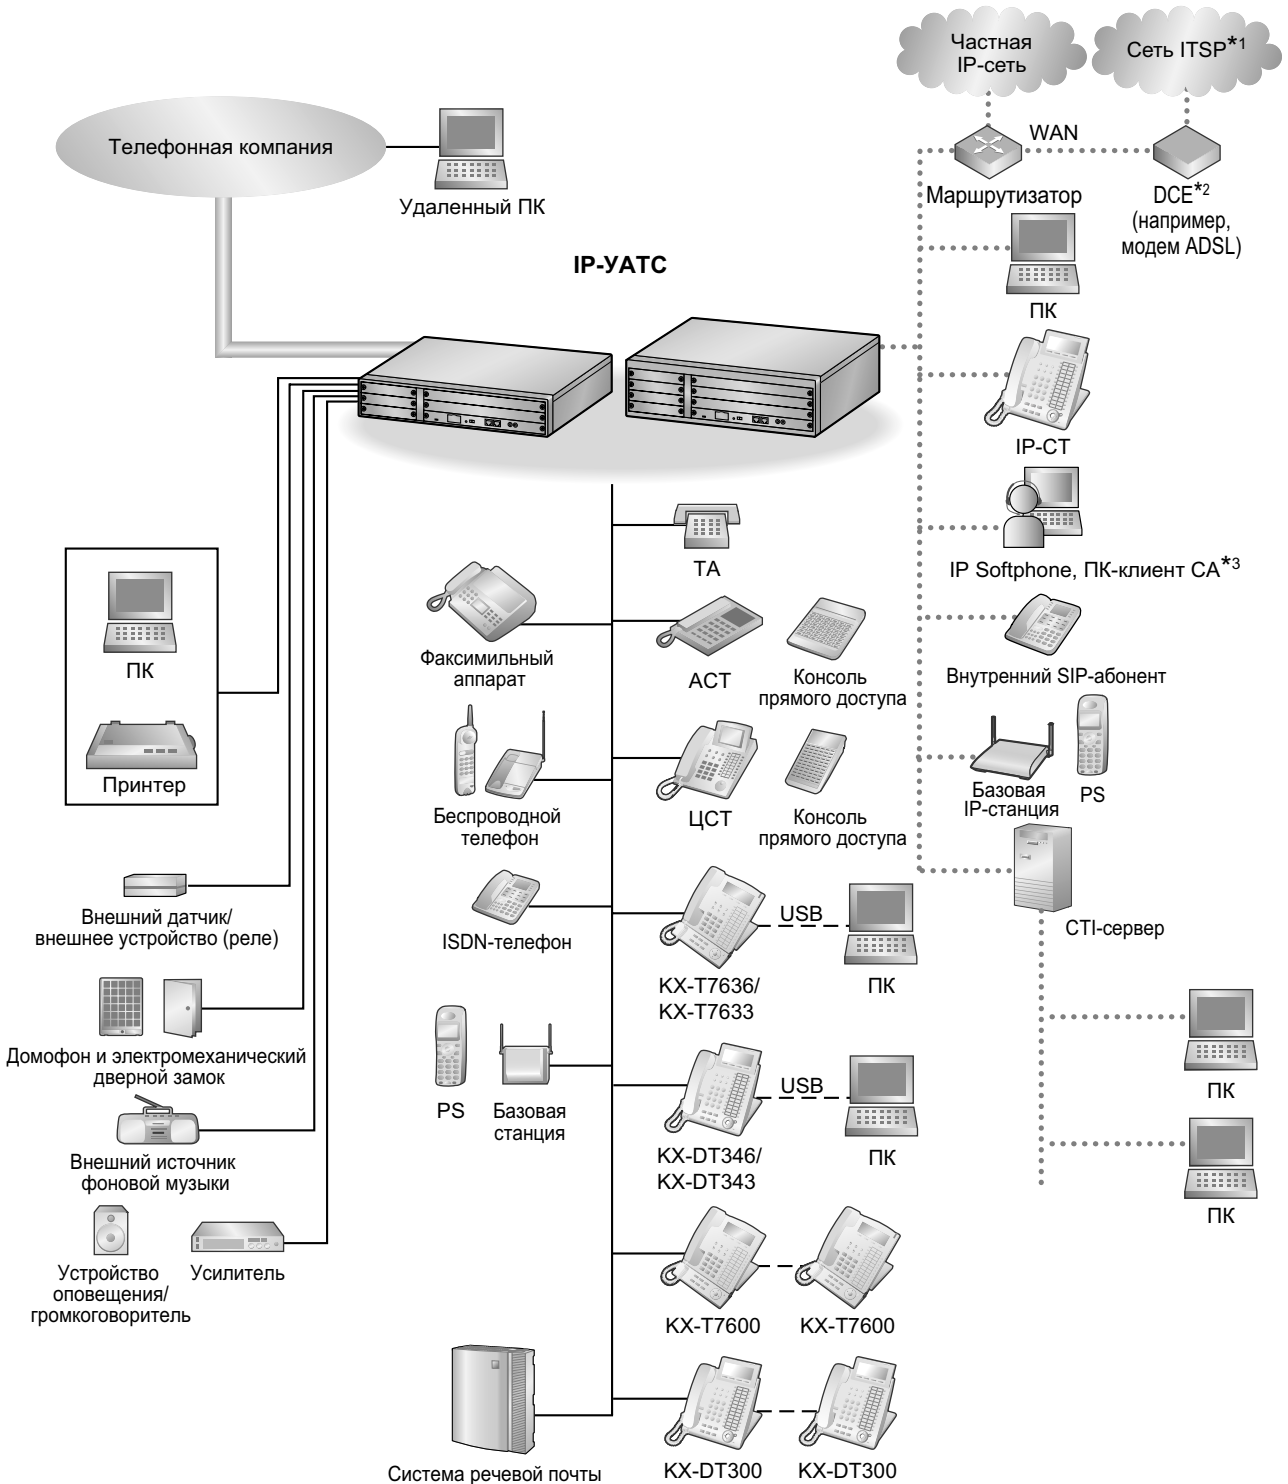 Частная
IP-сеть
Сеть ITSP*1
Телефонная компания
WAN
Удаленный ПК
Маршрутизатор
DCE*2
(например,
модем ADSL)
IP-УАТС
ПК
IP-СТ
ТА
IP Softphone, ПК-клиент CA*3
Факсимильный
аппарат
АСТ
Консоль
прямого доступа
Внутренний SIP-абонент
ПК
Принтер
Беспроводной
телефон
ЦСТ
Консоль
прямого доступа
Базовая
IP-станция
PS
Внешний датчик/
внешнее устройство (реле)
ISDN-телефон
USB
KX-T7636/
KX-T7633
ПК
CTI-сервер
Домофон и электромеханический
дверной замок
PS
Базовая
станция
USB
KX-DT346/
KX-DT343
ПК
ПК
ПК
Внешний источник
фоновой музыки
Устройство
оповещения/
громкоговоритель
Усилитель
KX-T7600
KX-T7600
Система речевой почты
KX-DT300
KX-DT300